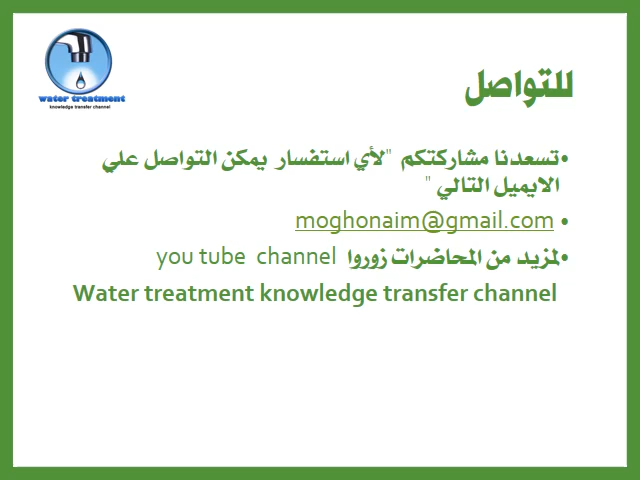 water treatment
knowledge transfer channel
للتواصل
•تسعدنا مشاركتكم "لأي استفسار يمكن التواصل علي
الايميل التالي "
• moghonaim@gmail.com
•لمزيد من المحاضرات زوروا you tube channel
Water treatment knowledge transfer channel